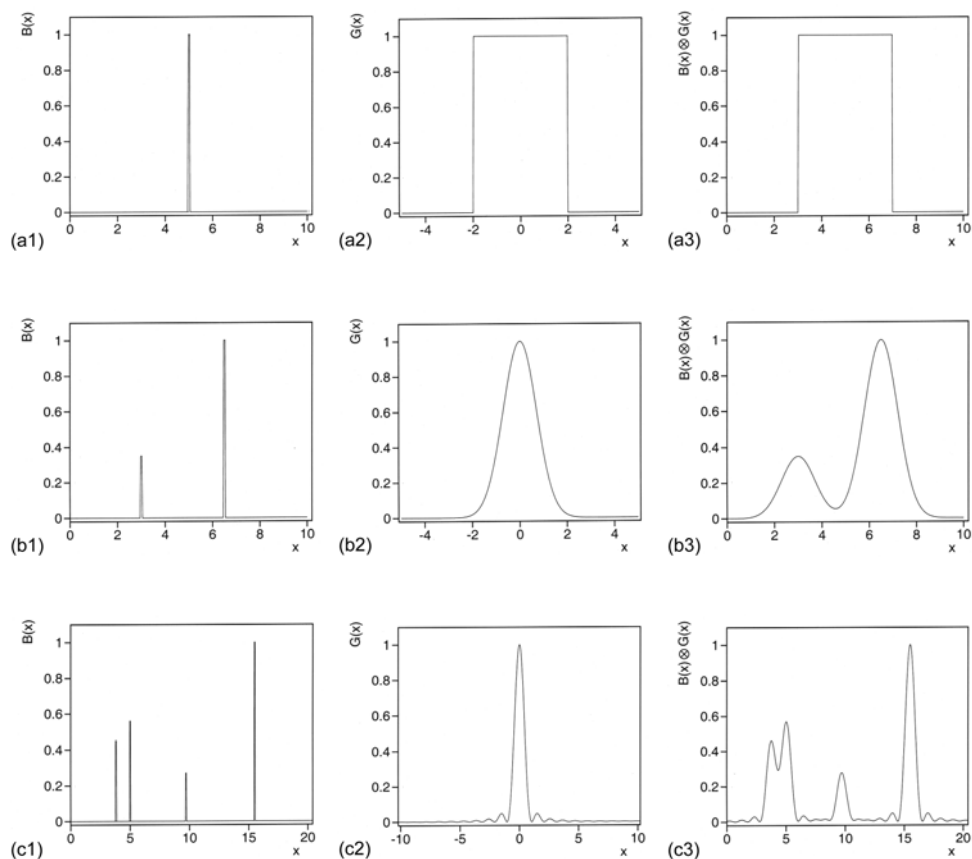 B(x)
1
0.8
0.6
0.4
0.2
0
0 2 4 6 8 10
x
(a1)
G(x)
1
0.8
0.6
0.4
0.2
0
-4 -2 0 2 4
x
(a2)
B(x)⊗G(x)
1
0.8
0.6
0.4
0.2
0
0 2 4 6 8 10
x
(a3)
B(x)
1
0.8
0.6
0.4
0.2
0
0 2 4 6 8 10
x
(b1)
G(x)
1
0.8
0.6
0.4
0.2
0
-4 -2 0 2 4
x
(b2)
B(x)⊗G(x)
1
0.8
0.6
0.4
0.2
0
0 2 4 6 8 10
x
(b3)
B(x)
1
0.8
0.6
0.4
0.2
0
0 5 10 15 20
x
(c1)
G(x)
1
0.8
0.6
0.4
0.2
0
-10 -5 0 5 10
x
(c2)
B(x)⊗G(x)
1
0.8
0.6
0.4
0.2
0
0 5 10 15 20
x
(c3)